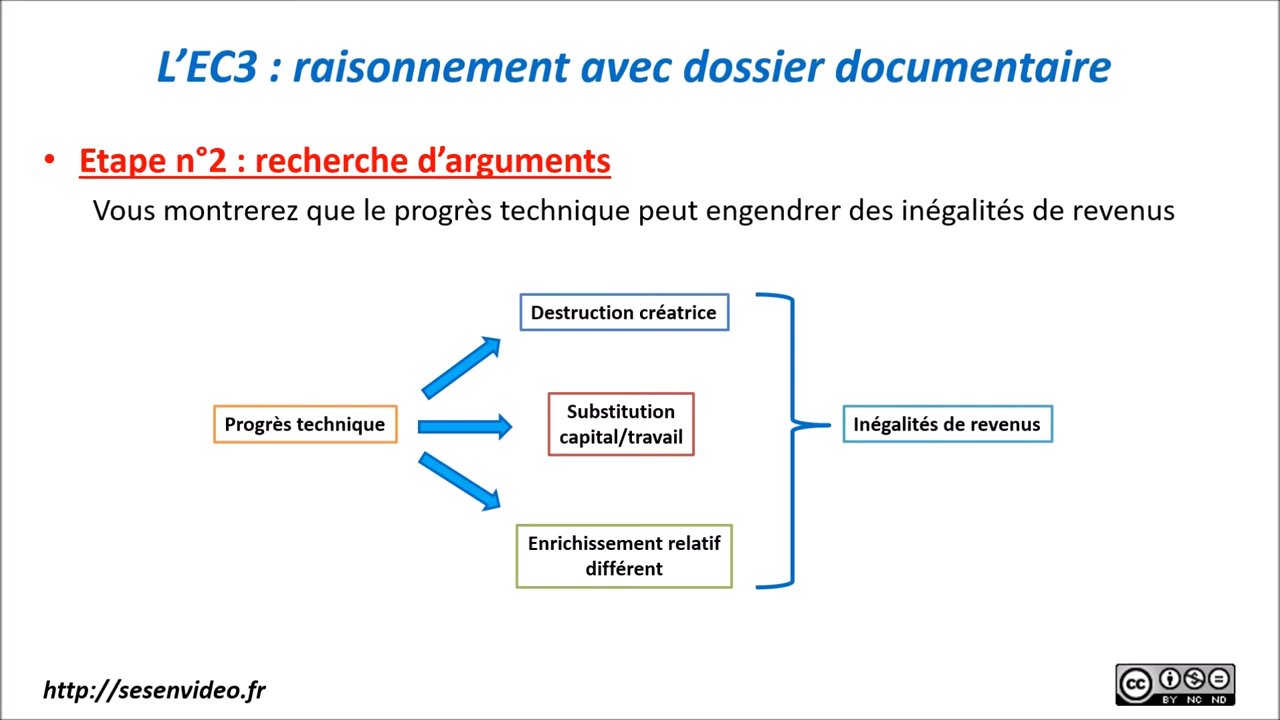 L’EC3 : raisonnement avec dossier documentaire
• Etape n°2 : recherche d’arguments
Vous montrerez que le progrès technique peut engendrer des inégalités de revenus
Destruction créatrice
Progrès technique
Substitution
capital/travail
Inégalités de revenus
Enrichissement relatif
différent
http://sesenvideo.fr
cc
BY NC ND